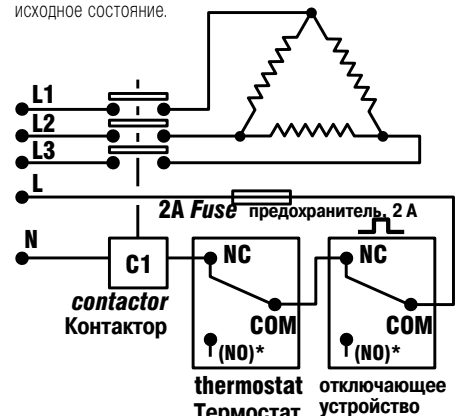 исходное состояние.
L1
L2
L3
L
2A Fuse предохранитель, 2 А
N
C1
NC
NC
contactor
Контактор
COM
COM
(NO)*
(NO)*
thermostat
отключающее
Термостат
устройство